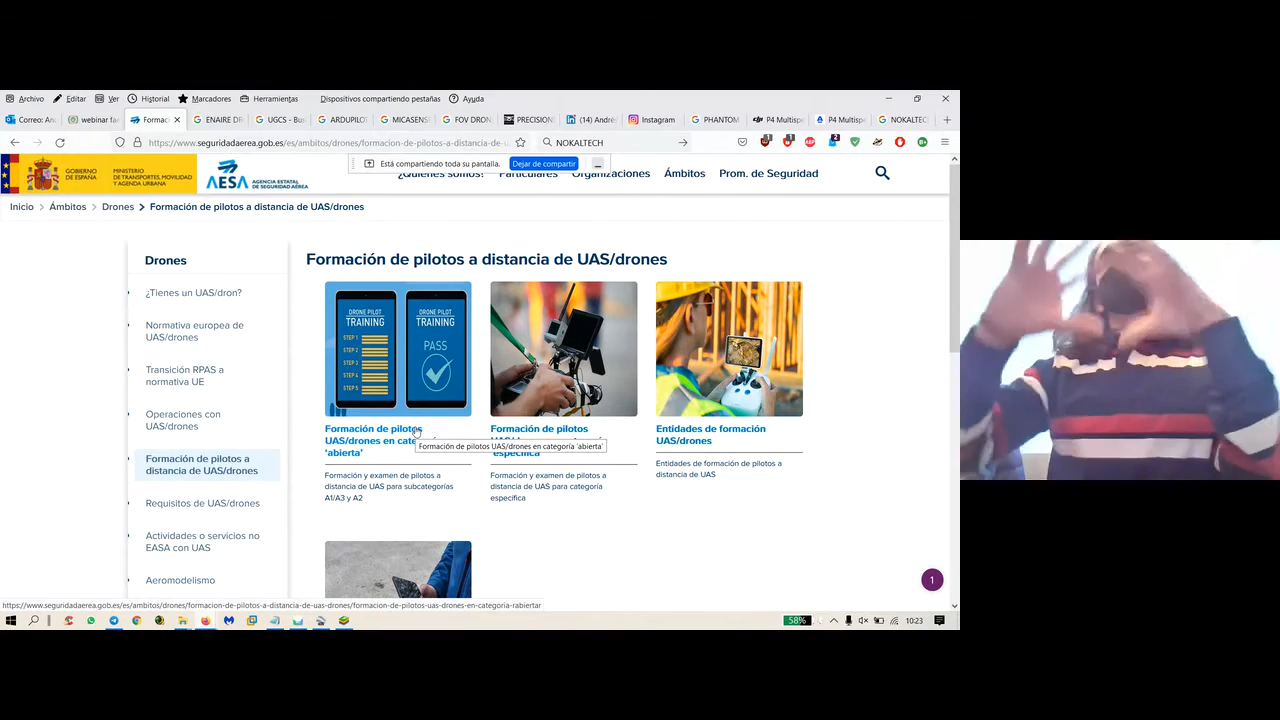 Archivo Editar Ver Historial Marcadores Herramientas Dispositivos compartiendo pestañas Ayuda
Correo: An webinar fa Formaci ENAIRE DR UGCS - Bu ARDUPILOT MICASENSE FOV DRON PRECISION (14) André Instagram PHANTOM P4 Multispe P4 Multispe NOKALTEC
https://www.seguridadaerea.gob.es/es/ambitos/drones/formacion-de-pilotos-a-distancia-de-u NOKALTECH
Está compartiendo toda su pantalla. Dejar de compartir
GOBIERNO DE ESPAÑA
MINISTERIO DE TRANSPORTES, MOVILIDAD Y AGENDA URBANA
AESA AGENCIA ESTATAL DE SEGURIDAD AÉREA
¿Quiénes somos? Particulares Organizaciones Ámbitos Prom. de Seguridad
Inicio > Ámbitos > Drones > Formación de pilotos a distancia de UAS/drones
Drones
¿Tienes un UAS/dron?
Normativa europea de
UAS/drones
Transición RPAS a
normativa UE
Operaciones con
UAS/drones
Formación de pilotos a
distancia de UAS/drones
Requisitos de UAS/drones
Actividades o servicios no
EASA con UAS
Aeromodelismo
Formación de pilotos a distancia de UAS/drones
DRONE PILOT
TRAINING
STEP 1
STEP 2
STEP 3
STEP 4
STEP 5
DRONE PILOT
TRAINING
PASS
Formación de pilotos
UAS/drones en cate
'abierta'
Formación de pilotos UAS/drones en categoría 'abierta'
Formación y examen de pilotos a
distancia de UAS para subcategorías
A1/A3 y A2
Formación de pilotos
específica
Formación y examen de pilotos a
distancia de UAS para categoría
específica
Entidades de formación
UAS/drones
Entidades de formación de pilotos a
distancia de UAS
1
https://www.seguridadaerea.gob.es/es/ambitos/drones/formacion-de-pilotos-a-distancia-de-uas-drones/formacion-de-pilotos-uas-drones-en-categoria-rabiertar
58% 10:23